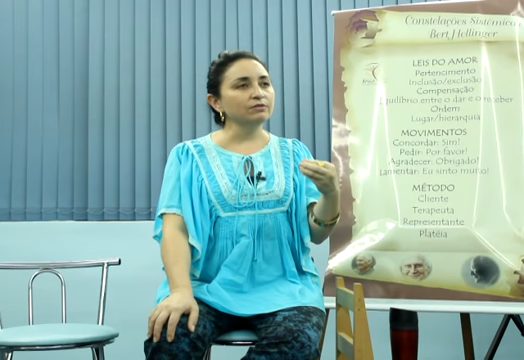 Constelações Sistêmica
Bert Hellinger
LEIS DO AMOR
Pertencimento
Inclusão/exclusão
Compensação
Equilíbrio entre o dar e o receber
Ordem
Lugar/hierarquia
MOVIMENTOS
Concordar: Sim!
Pedir: Por favor!
Agradecer: Obrigado!
Lamentar: Eu sinto muito!
MÉTODO
Cliente
Terapeuta
Representante
Platéia